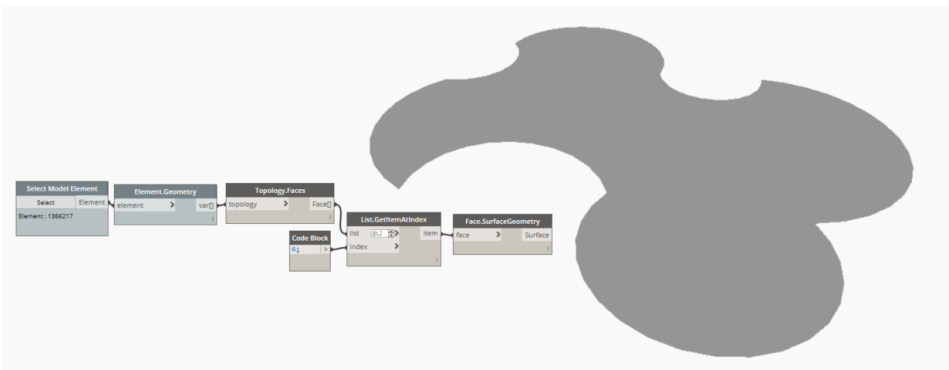 Select Model Element
Select Element
Element : 1366217
Element.Geometry
element > var[]
Topology.Faces
topology > Face[]
Code Block
>
List.GetItemAtIndex
list > item
index >
Face.SurfaceGeometry
face > Surface